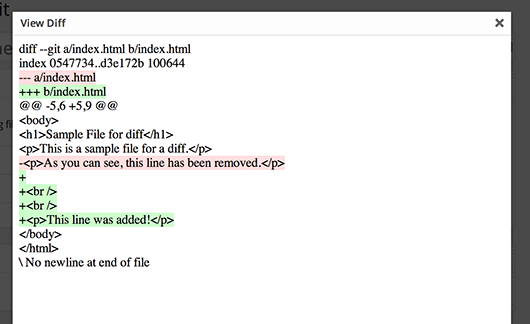 View Diff
diff --git a/index.html b/index.html
index 0547734..d3e172b 100644
--- a/index.html
+++ b/index.html
@@ -5,6 +5,9 @@
<body>
<h1>Sample File for diff</h1>
<p>This is a sample file for a diff.</p>
-<p>As you can see, this line has been removed.</p>
+
+<br />
+<br />
+<p>This line was added!</p>
</body>
</html>
\ No newline at end of file